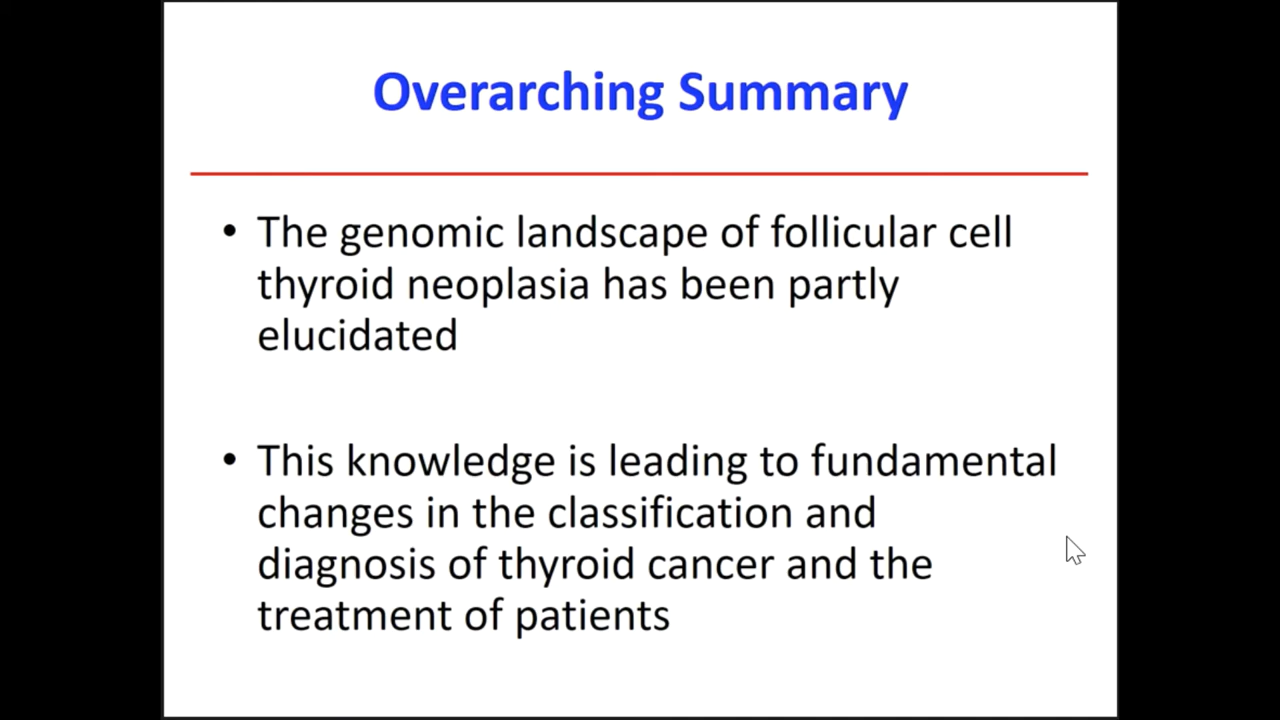 Overarching Summary
• The genomic landscape of follicular cell
thyroid neoplasia has been partly
elucidated
• This knowledge is leading to fundamental
changes in the classification and
diagnosis of thyroid cancer and the
treatment of patients